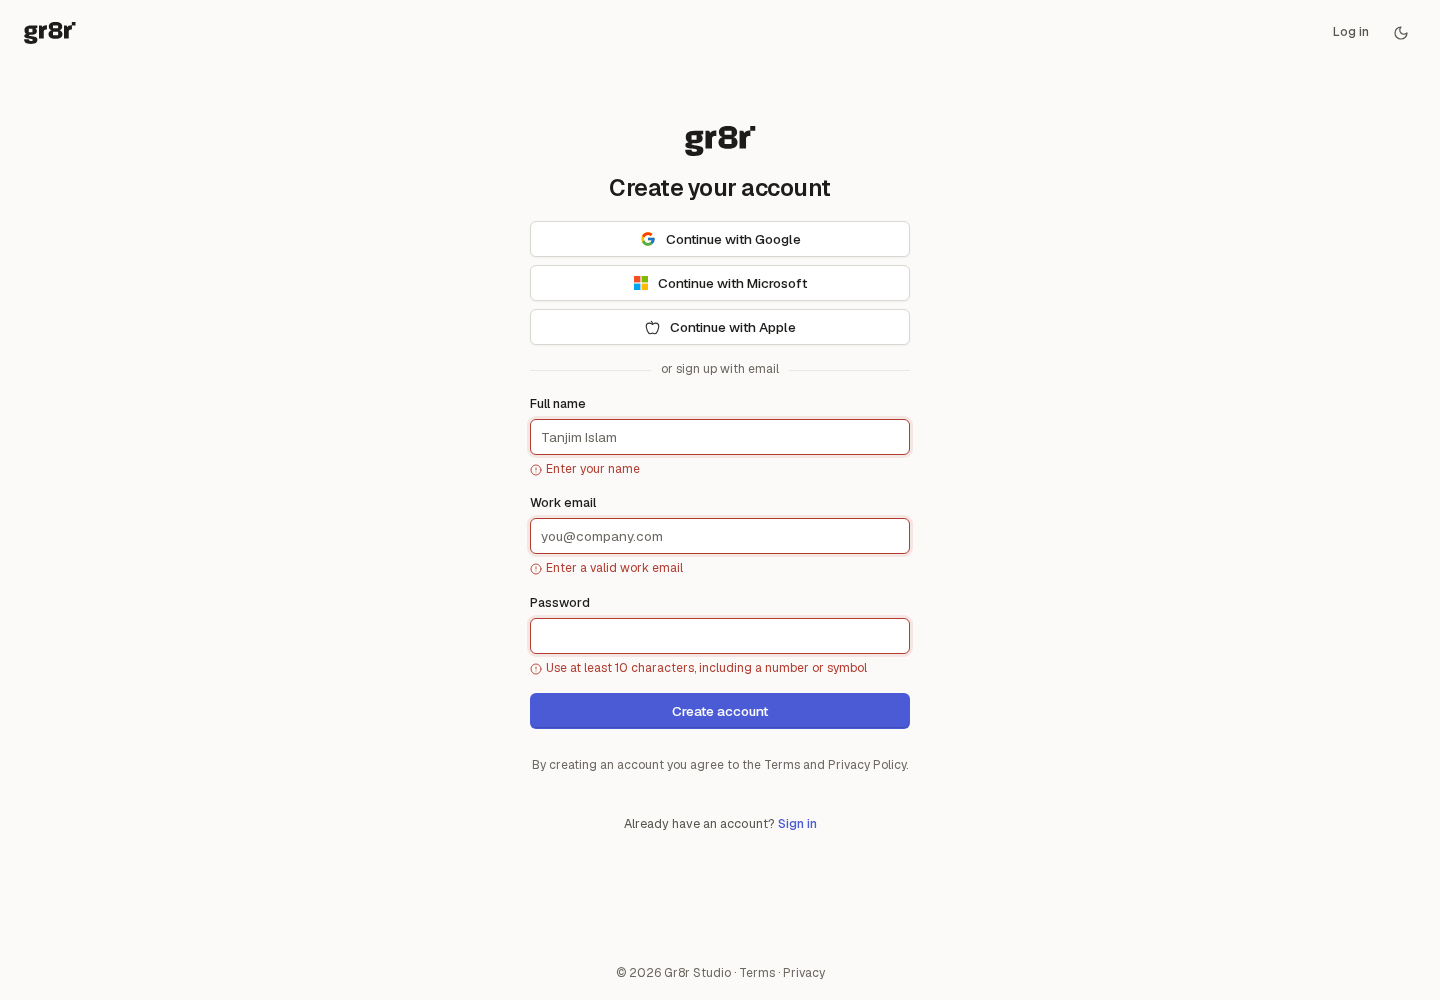 gr8r
Log in
gr8r
Create your account
Continue with Google
Continue with Microsoft
Continue with Apple
or sign up with email
Full name
Tanjim Islam
Enter your name
Work email
you@company.com
Enter a valid work email
Password
Use at least 10 characters, including a number or symbol
Create account
By creating an account you agree to the Terms and Privacy Policy.
Already have an account? Sign in
© 2026 Gr8r Studio · Terms · Privacy